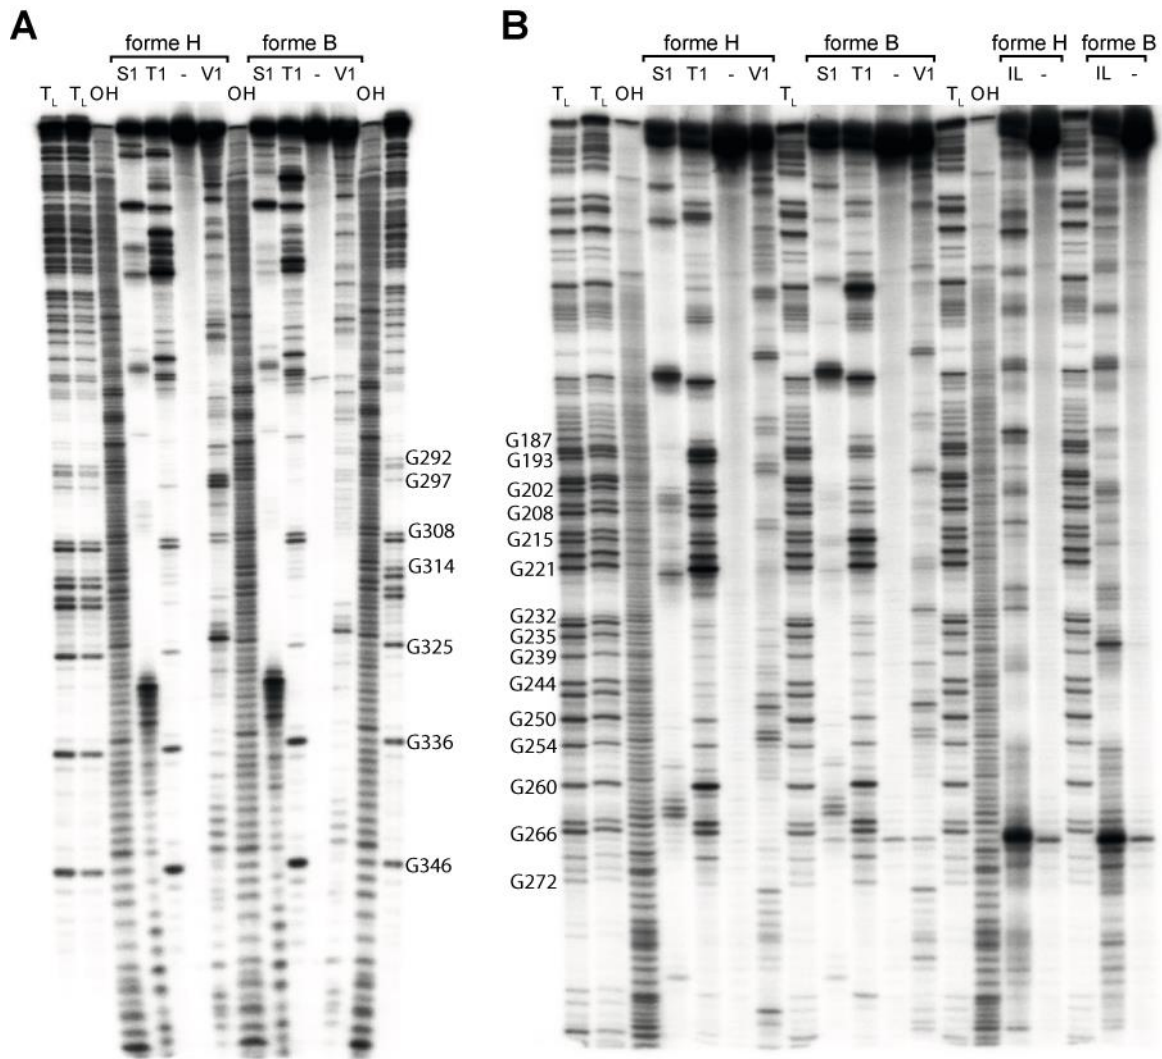 A
forme H forme B
S1 T1 - V1 S1 T1 - V1
TL TL OH OH OH
G292
G297
G308
G314
G325
G336
G346
B
forme H forme B forme H forme B
S1 T1 - V1 S1 T1 - V1 IL - IL -
TL TL OH TL TL OH
G187
G193
G202
G208
G215
G221
G232
G235
G239
G244
G250
G254
G260
G266
G272